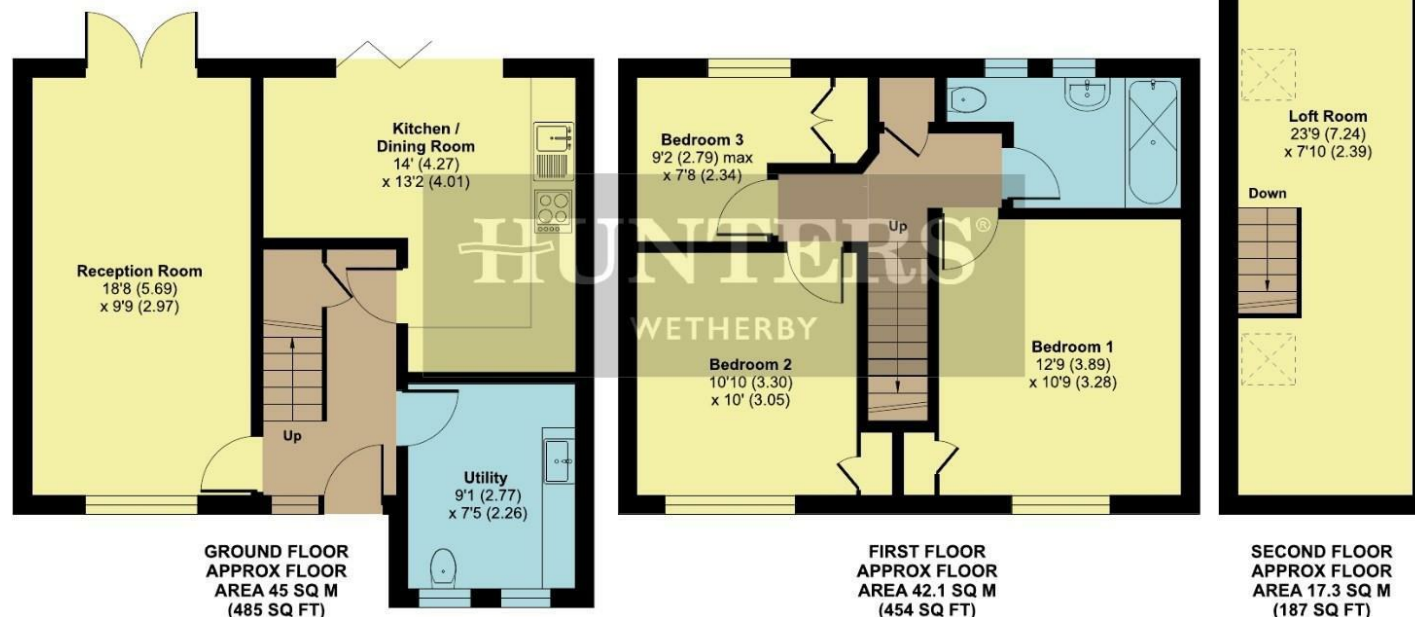 Reception Room
18'8 (5.69)
x 9'9 (2.97)
Kitchen /
Dining Room
14' (4.27)
x 13'2 (4.01)
Up
Utility
9'1 (2.77)
x 7'5 (2.26)
GROUND FLOOR
APPROX FLOOR
AREA 45 SQ M
(485 SQ FT)
Bedroom 3
9'2 (2.79) max
x 7'8 (2.34)
Up
Bedroom 2
10'10 (3.30)
x 10' (3.05)
Bedroom 1
12'9 (3.89)
x 10'9 (3.28)
FIRST FLOOR
APPROX FLOOR
AREA 42.1 SQ M
(454 SQ FT)
Loft Room
23'9 (7.24)
x 7'10 (2.39)
Down
SECOND FLOOR
APPROX FLOOR
AREA 17.3 SQ M
(187 SQ FT)
HUNTERS®
WETHERBY